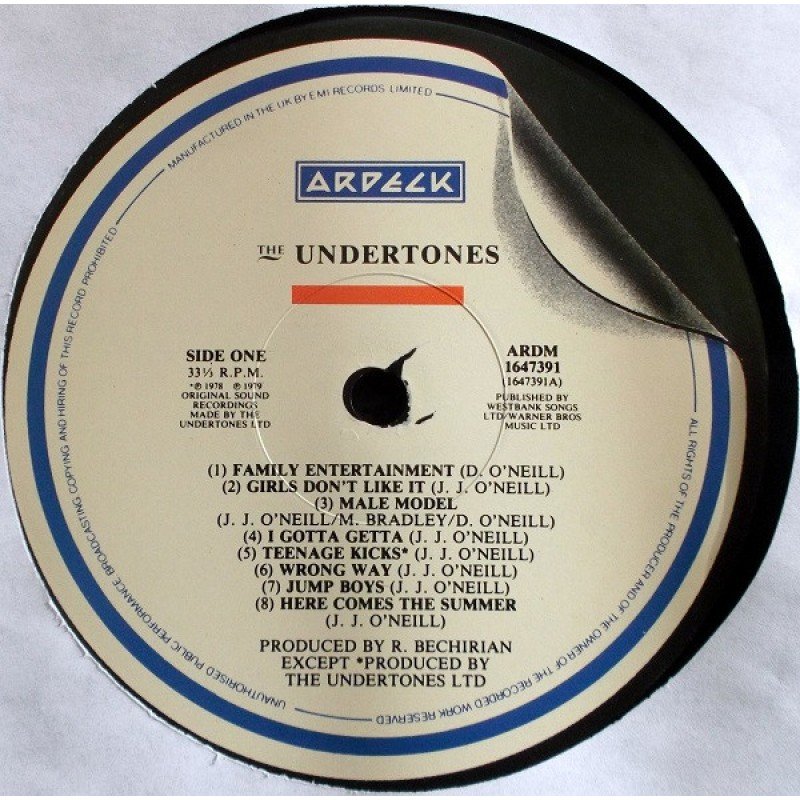 MANUFACTURED IN THE UK BY EMI RECORDS LIMITED
ARDECK
THE UNDERTONES
SIDE ONE
33⅓ R.P.M.
*℗ 1978 ℗ 1979
ORIGINAL SOUND
RECORDINGS
MADE BY THE
UNDERTONES LTD
ARDM
1647391
(1647391A)
PUBLISHED BY
WESTBANK SONGS
LTD/WARNER BROS
MUSIC LTD
(1) FAMILY ENTERTAINMENT (D. O'NEILL)
(2) GIRLS DON'T LIKE IT (J. J. O'NEILL)
(3) MALE MODEL
(J. J. O'NEILL/M. BRADLEY/D. O'NEILL)
(4) I GOTTA GETTA (J. J. O'NEILL)
(5) TEENAGE KICKS* (J. J. O'NEILL)
(6) WRONG WAY (J. J. O'NEILL)
(7) JUMP BOYS (J. J. O'NEILL)
(8) HERE COMES THE SUMMER
(J. J. O'NEILL)
PRODUCED BY R. BECHIRIAN
EXCEPT *PRODUCED BY
THE UNDERTONES LTD
ALL RIGHTS OF THE PRODUCER AND OF THE OWNER OF THE RECORDED WORK RESERVED
UNAUTHORISED PUBLIC PERFORMANCE BROADCASTING COPYING AND HIRING OF THIS RECORD PROHIBITED